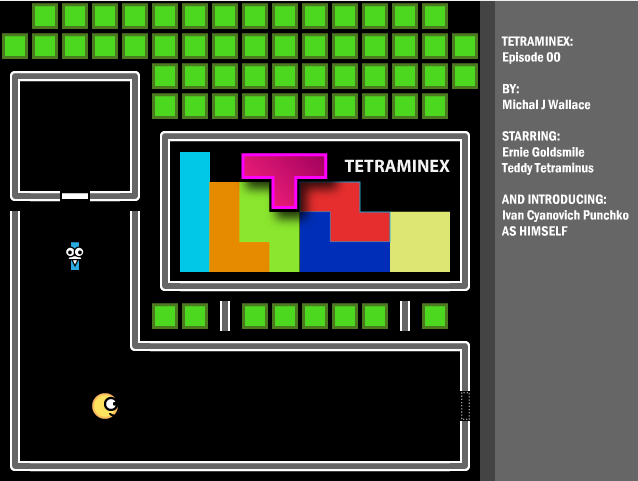 TETRAMINEX
TETRAMINEX:
Episode 00
BY:
Michal J Wallace
STARRING:
Ernie Goldsmile
Teddy Tetraminus
AND INTRODUCING:
Ivan Cyanovich Punchko
AS HIMSELF